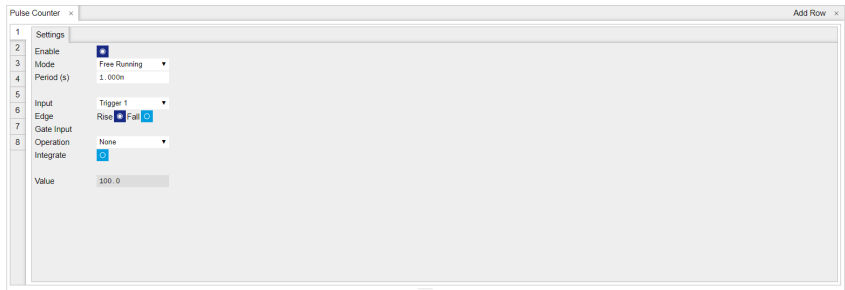 Pulse Counter × Add Row ×
1 Settings
2 Enable
3 Mode Free Running ▼
4 Period (s) 1.000m
5
Input Trigger 1 ▼
6 Edge Rise Fall
7 Gate Input
8 Operation None ▼
Integrate
Value 100.0